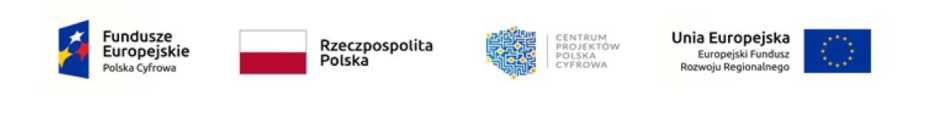 Fundusze
Europejskie
Polska Cyfrowa
Rzeczpospolita
Polska
CENTRUM
PROJEKTÓW
POLSKA
CYFROWA
Unia Europejska
Europejski Fundusz
Rozwoju Regionalnego